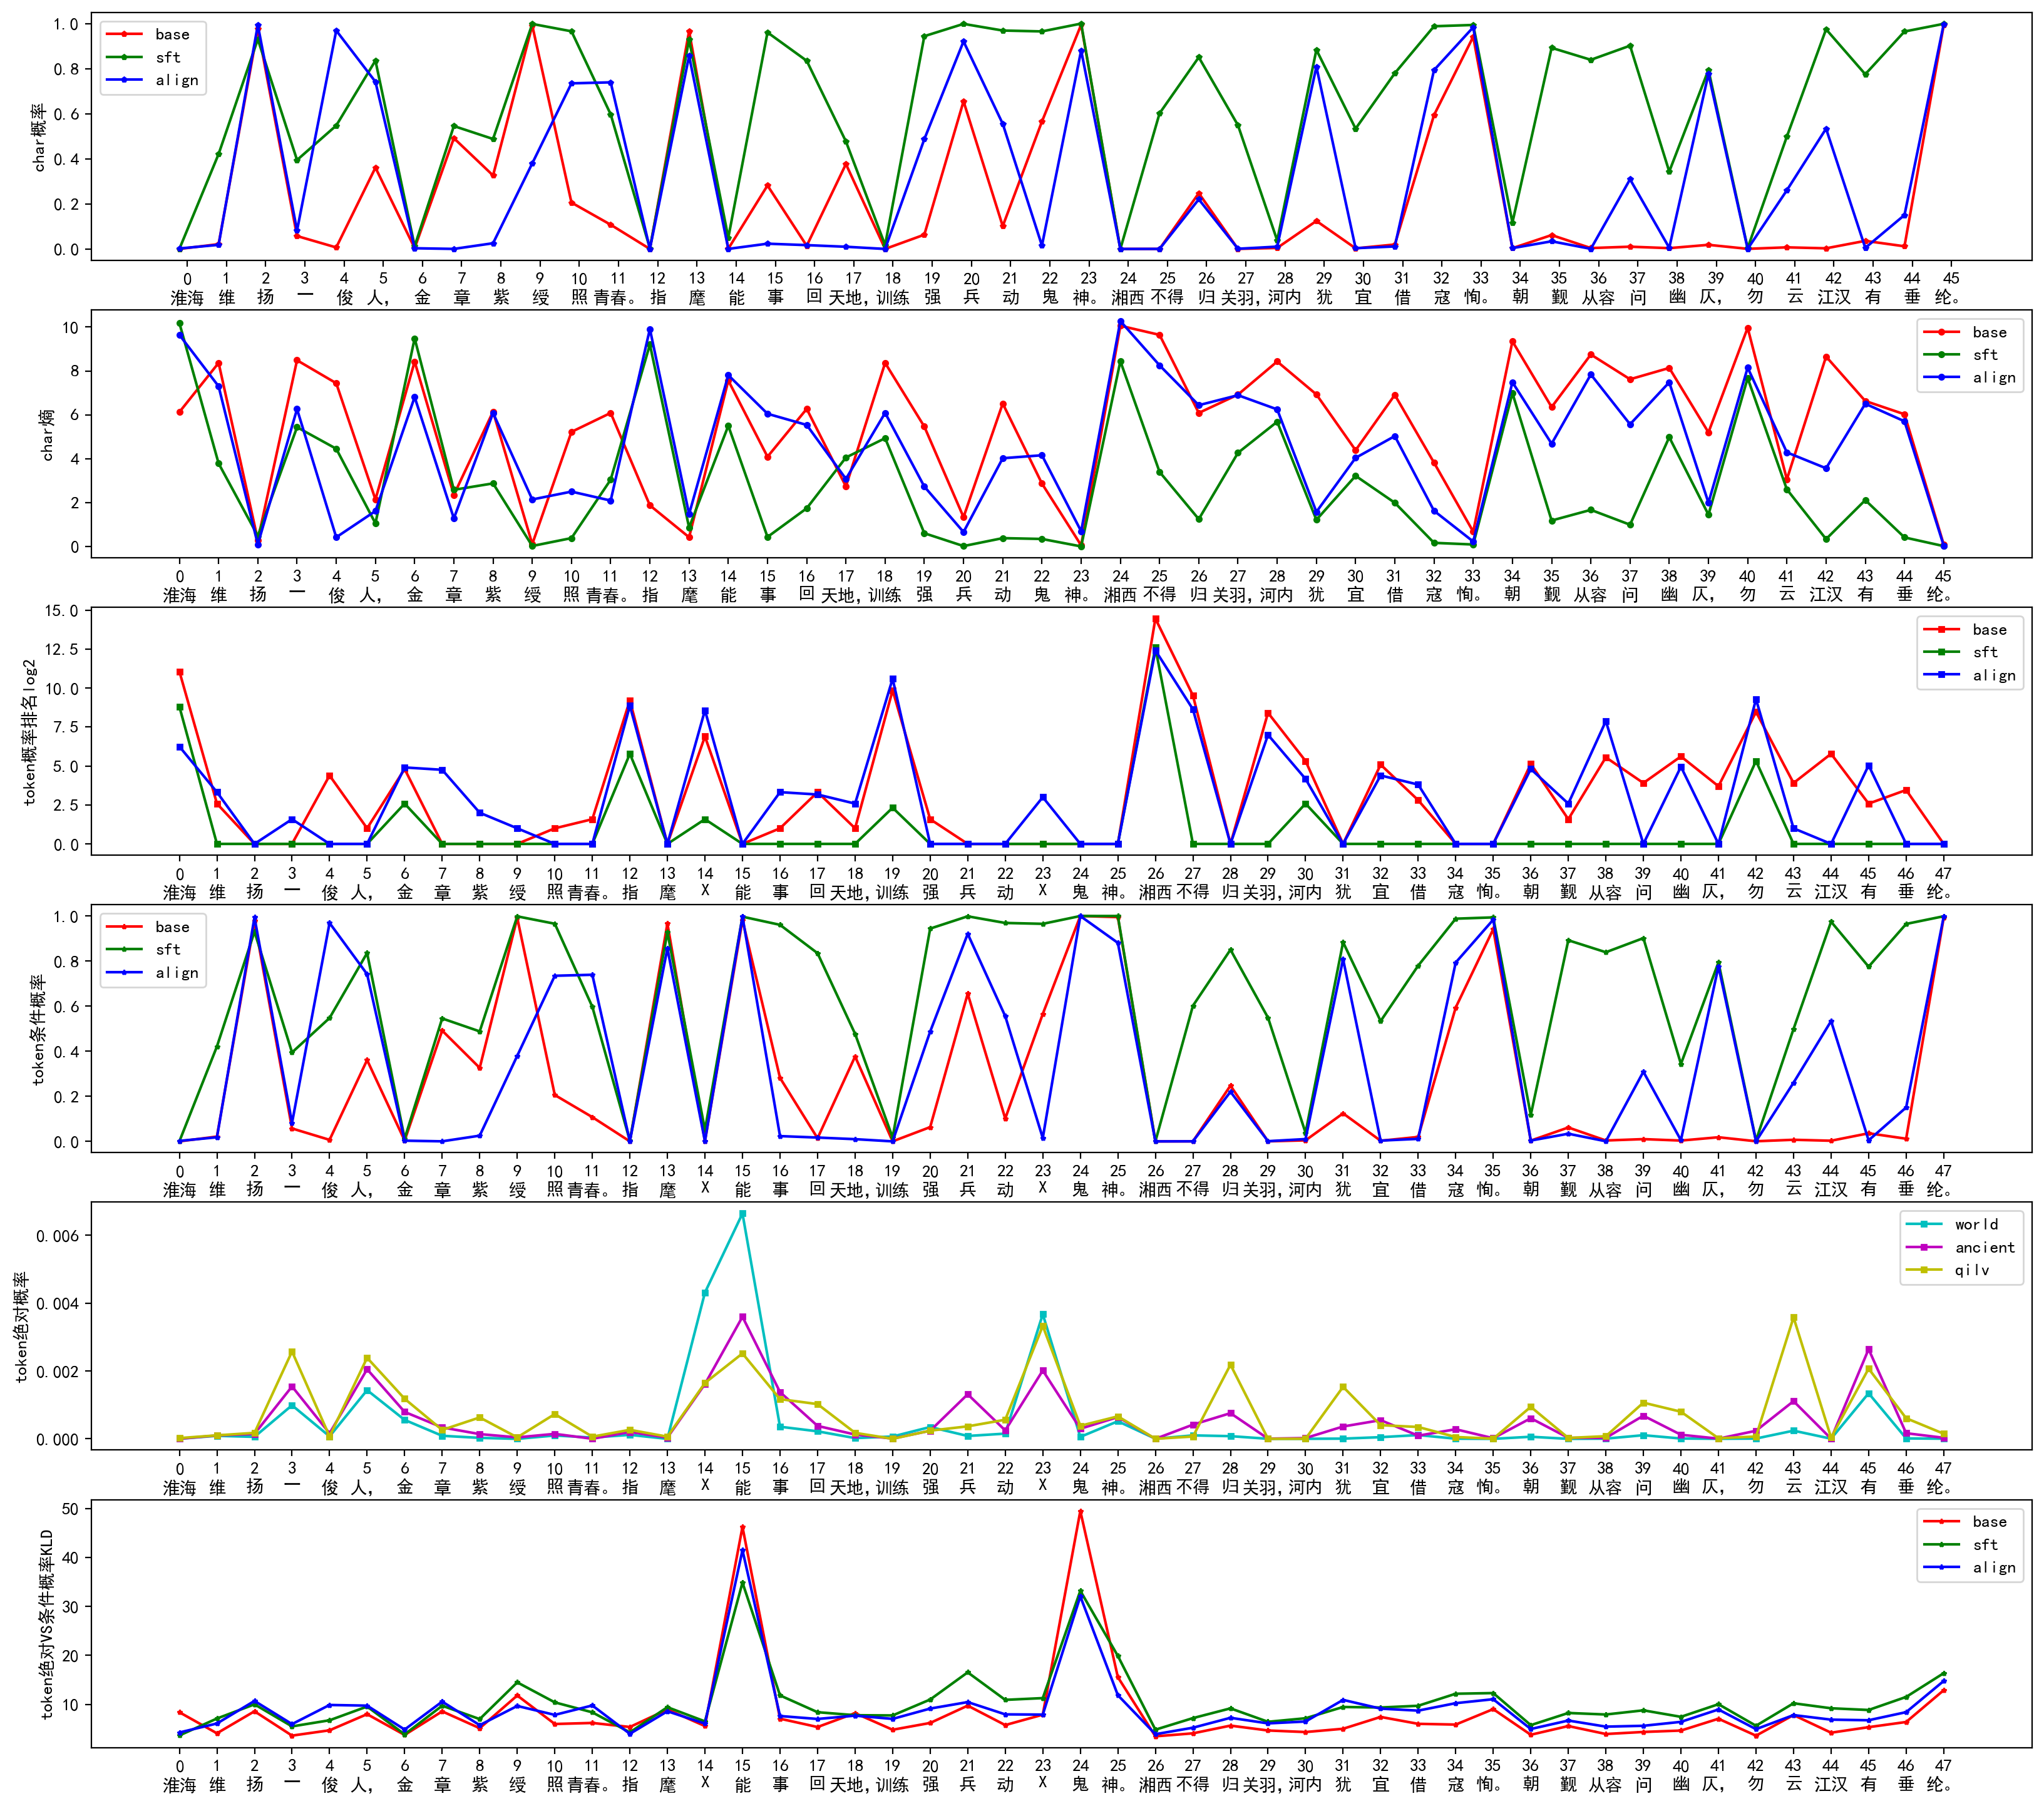 1.0
0.8
0.6
0.4
0.2
0.0
char概率
base
sft
align
0 1 2 3 4 5 6 7 8 9 10 11 12 13 14 15 16 17 18 19 20 21 22 23 24 25 26 27 28 29 30 31 32 33 34 35 36 37 38 39 40 41 42 43 44 45
淮海 维 扬 一 俊 人, 金 章 紫 绶 照 青春。 指 麾 能 事 回 天地, 训练 强 兵 动 鬼 神。 湘西 不得 归 关羽, 河内 犹 宜 借 寇 恂。 朝 觐 从容 问 幽 仄, 勿 云 江汉 有 垂 纶。
10
8
6
4
2
0
char熵
base
sft
align
0 1 2 3 4 5 6 7 8 9 10 11 12 13 14 15 16 17 18 19 20 21 22 23 24 25 26 27 28 29 30 31 32 33 34 35 36 37 38 39 40 41 42 43 44 45
淮海 维 扬 一 俊 人, 金 章 紫 绶 照 青春。 指 麾 能 事 回 天地, 训练 强 兵 动 鬼 神。 湘西 不得 归 关羽, 河内 犹 宜 借 寇 恂。 朝 觐 从容 问 幽 仄, 勿 云 江汉 有 垂 纶。
15.0
12.5
10.0
7.5
5.0
2.5
0.0
token概率排名log2
base
sft
align
0 1 2 3 4 5 6 7 8 9 10 11 12 13 14 15 16 17 18 19 20 21 22 23 24 25 26 27 28 29 30 31 32 33 34 35 36 37 38 39 40 41 42 43 44 45 46 47
淮海 维 扬 一 俊 人, 金 章 紫 绶 照 青春。 指 麾 X 能 事 回 天地, 训练 强 兵 动 X 鬼 神。 湘西 不得 归 关羽, 河内 犹 宜 借 寇 恂。 朝 觐 从容 问 幽 仄, 勿 云 江汉 有 垂 纶。
1.0
0.8
0.6
0.4
0.2
0.0
token条件概率
base
sft
align
0 1 2 3 4 5 6 7 8 9 10 11 12 13 14 15 16 17 18 19 20 21 22 23 24 25 26 27 28 29 30 31 32 33 34 35 36 37 38 39 40 41 42 43 44 45 46 47
淮海 维 扬 一 俊 人, 金 章 紫 绶 照 青春。 指 麾 X 能 事 回 天地, 训练 强 兵 动 X 鬼 神。 湘西 不得 归 关羽, 河内 犹 宜 借 寇 恂。 朝 觐 从容 问 幽 仄, 勿 云 江汉 有 垂 纶。
0.006
0.004
0.002
0.000
token绝对概率
world
ancient
qilv
0 1 2 3 4 5 6 7 8 9 10 11 12 13 14 15 16 17 18 19 20 21 22 23 24 25 26 27 28 29 30 31 32 33 34 35 36 37 38 39 40 41 42 43 44 45 46 47
淮海 维 扬 一 俊 人, 金 章 紫 绶 照 青春。 指 麾 X 能 事 回 天地, 训练 强 兵 动 X 鬼 神。 湘西 不得 归 关羽, 河内 犹 宜 借 寇 恂。 朝 觐 从容 问 幽 仄, 勿 云 江汉 有 垂 纶。
50
40
30
20
10
token绝对VS条件概率KLD
base
sft
align
0 1 2 3 4 5 6 7 8 9 10 11 12 13 14 15 16 17 18 19 20 21 22 23 24 25 26 27 28 29 30 31 32 33 34 35 36 37 38 39 40 41 42 43 44 45 46 47
淮海 维 扬 一 俊 人, 金 章 紫 绶 照 青春。 指 麾 X 能 事 回 天地, 训练 强 兵 动 X 鬼 神。 湘西 不得 归 关羽, 河内 犹 宜 借 寇 恂。 朝 觐 从容 问 幽 仄, 勿 云 江汉 有 垂 纶。